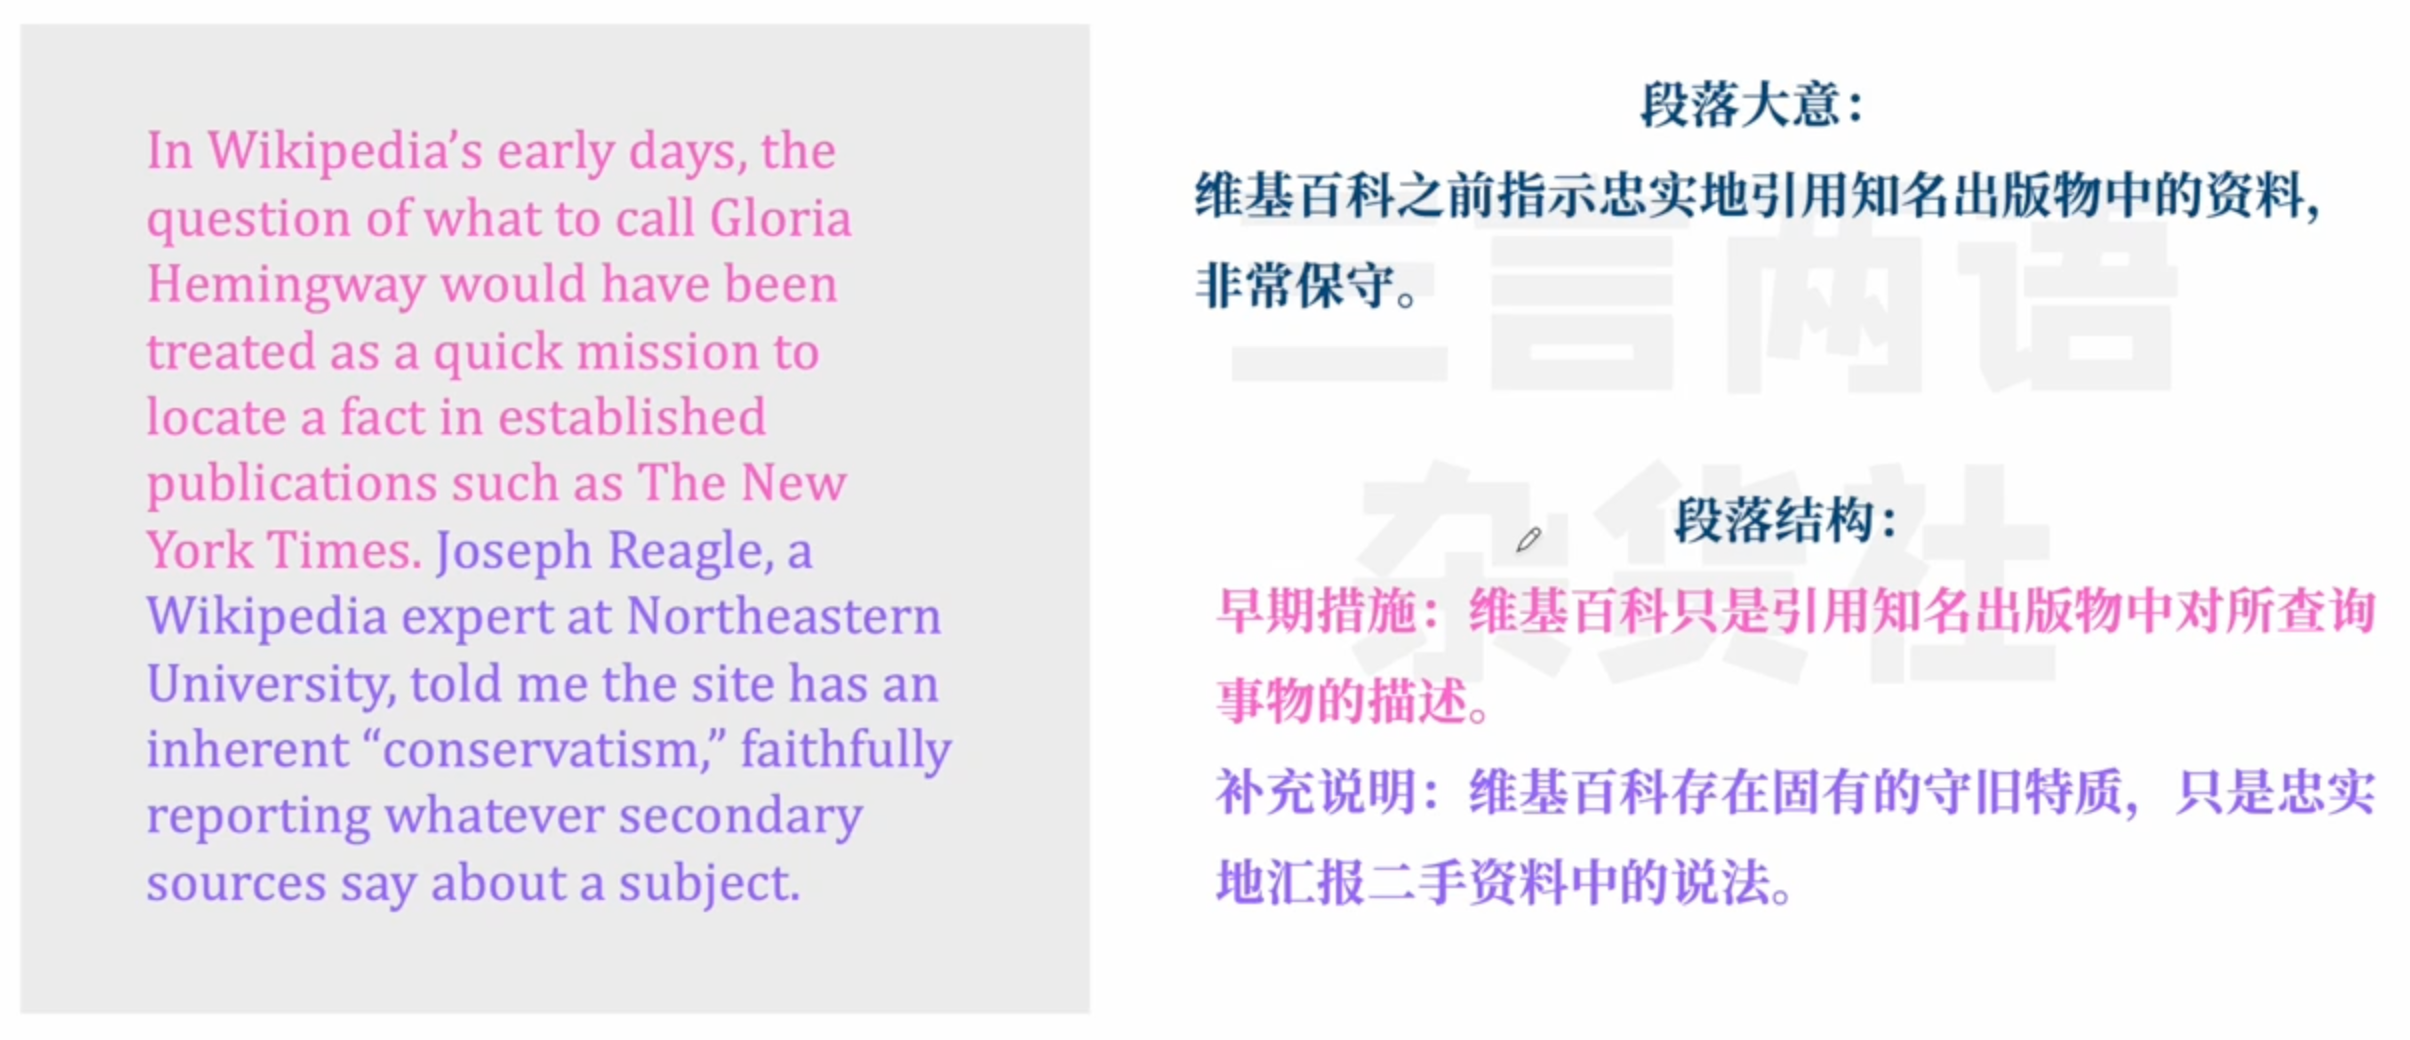 In Wikipedia’s early days, the
question of what to call Gloria
Hemingway would have been
treated as a quick mission to
locate a fact in established
publications such as The New
York Times. Joseph Reagle, a
Wikipedia expert at Northeastern
University, told me the site has an
inherent “conservatism,” faithfully
reporting whatever secondary
sources say about a subject.
段落大意：
维基百科之前指示忠实地引用知名出版物中的资料，
非常保守。
段落结构：
早期措施：维基百科只是引用知名出版物中对所查询
事物的描述。
补充说明：维基百科存在固有的守旧特质，只是忠实
地汇报二手资料中的说法。
三言两语
杂货社